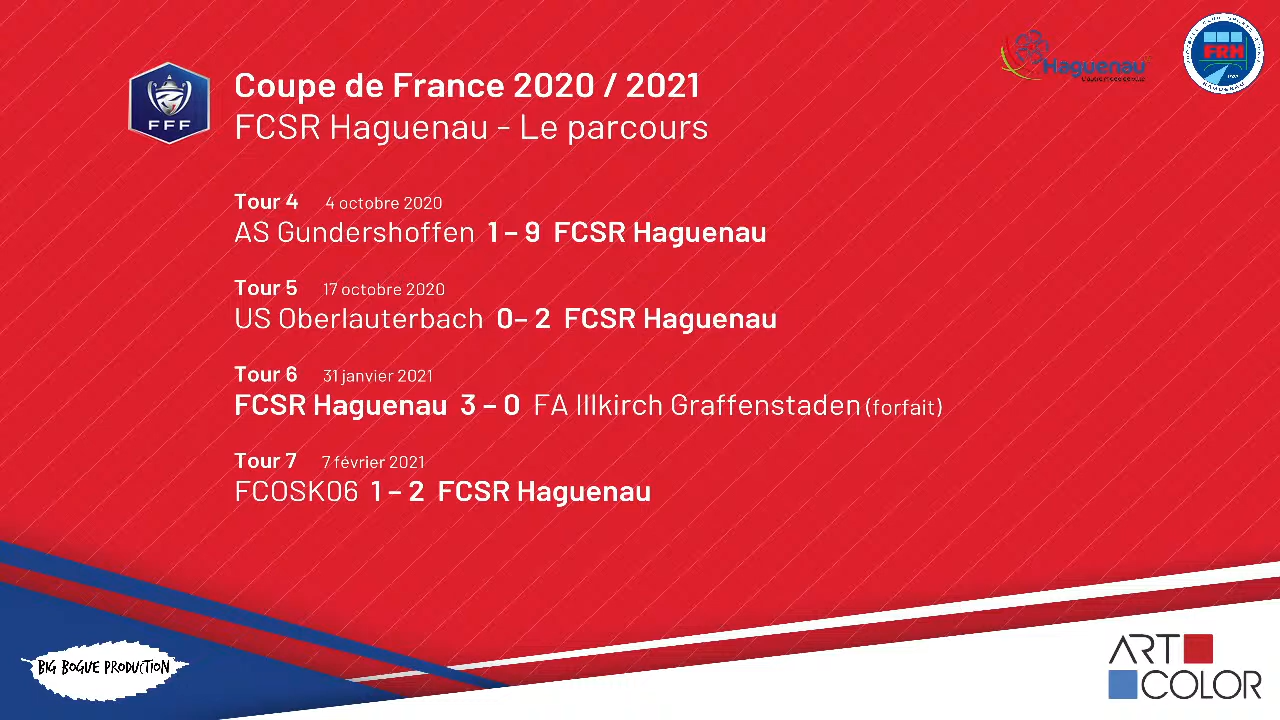 Haguenau
FRH
HAGUENAU
FFF
Coupe de France 2020 / 2021
FCSR Haguenau - Le parcours
Tour 4 4 octobre 2020
AS Gundershoffen 1 – 9 FCSR Haguenau
Tour 5 17 octobre 2020
US Oberlauterbach 0– 2 FCSR Haguenau
Tour 6 31 janvier 2021
FCSR Haguenau 3 – 0 FA Illkirch Graffenstaden (forfait)
Tour 7 7 février 2021
FCOSK06 1 – 2 FCSR Haguenau
BIG BOGUE PRODUCTION
ART
COLOR